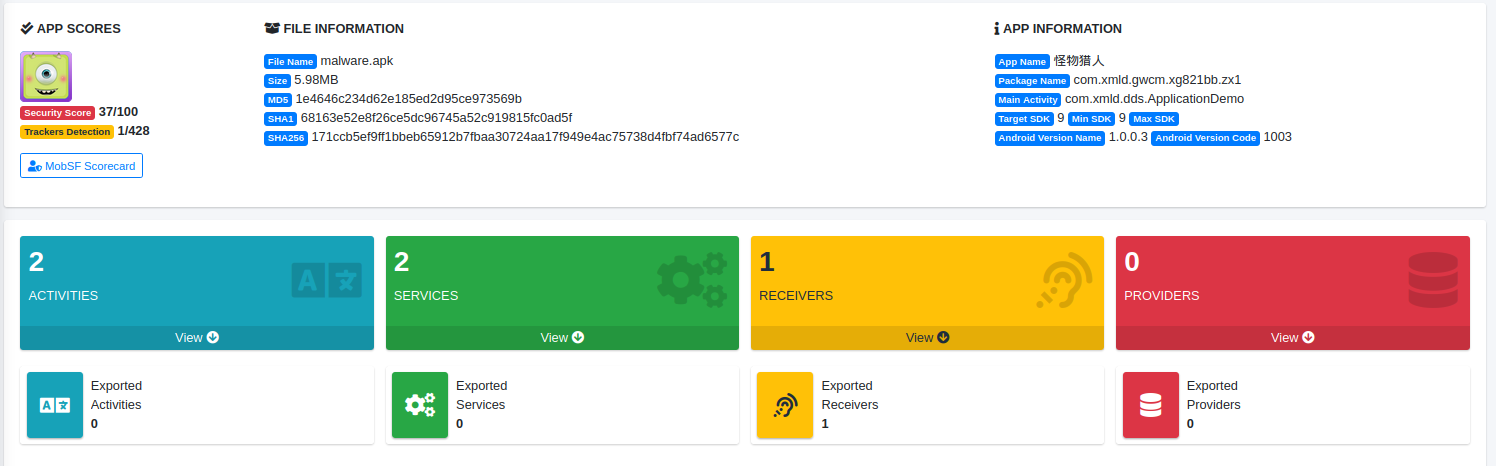 APP SCORES
Security Score 37/100
Trackers Detection 1/428
MobSF Scorecard
FILE INFORMATION
File Name malware.apk
Size 5.98MB
MD5 1e4646c234d62e185ed2d95ce973569b
SHA1 68163e52e8f26ce5dc96745a52c919815fc0ad5f
SHA256 171ccb5ef9ff1bbeb65912b7fbaa30724aa17f949e4ac75738d4fbf74ad6577c
APP INFORMATION
App Name 怪物猎人
Package Name com.xmld.gwcm.xg821bb.zx1
Main Activity com.xmld.dds.ApplicationDemo
Target SDK 9 Min SDK 9 Max SDK
Android Version Name 1.0.0.3 Android Version Code 1003
2
ACTIVITIES
A 文
View
2
SERVICES
View
1
RECEIVERS
View
0
PROVIDERS
View
A 文
Exported
Activities
0
Exported
Services
0
Exported
Receivers
1
Exported
Providers
0